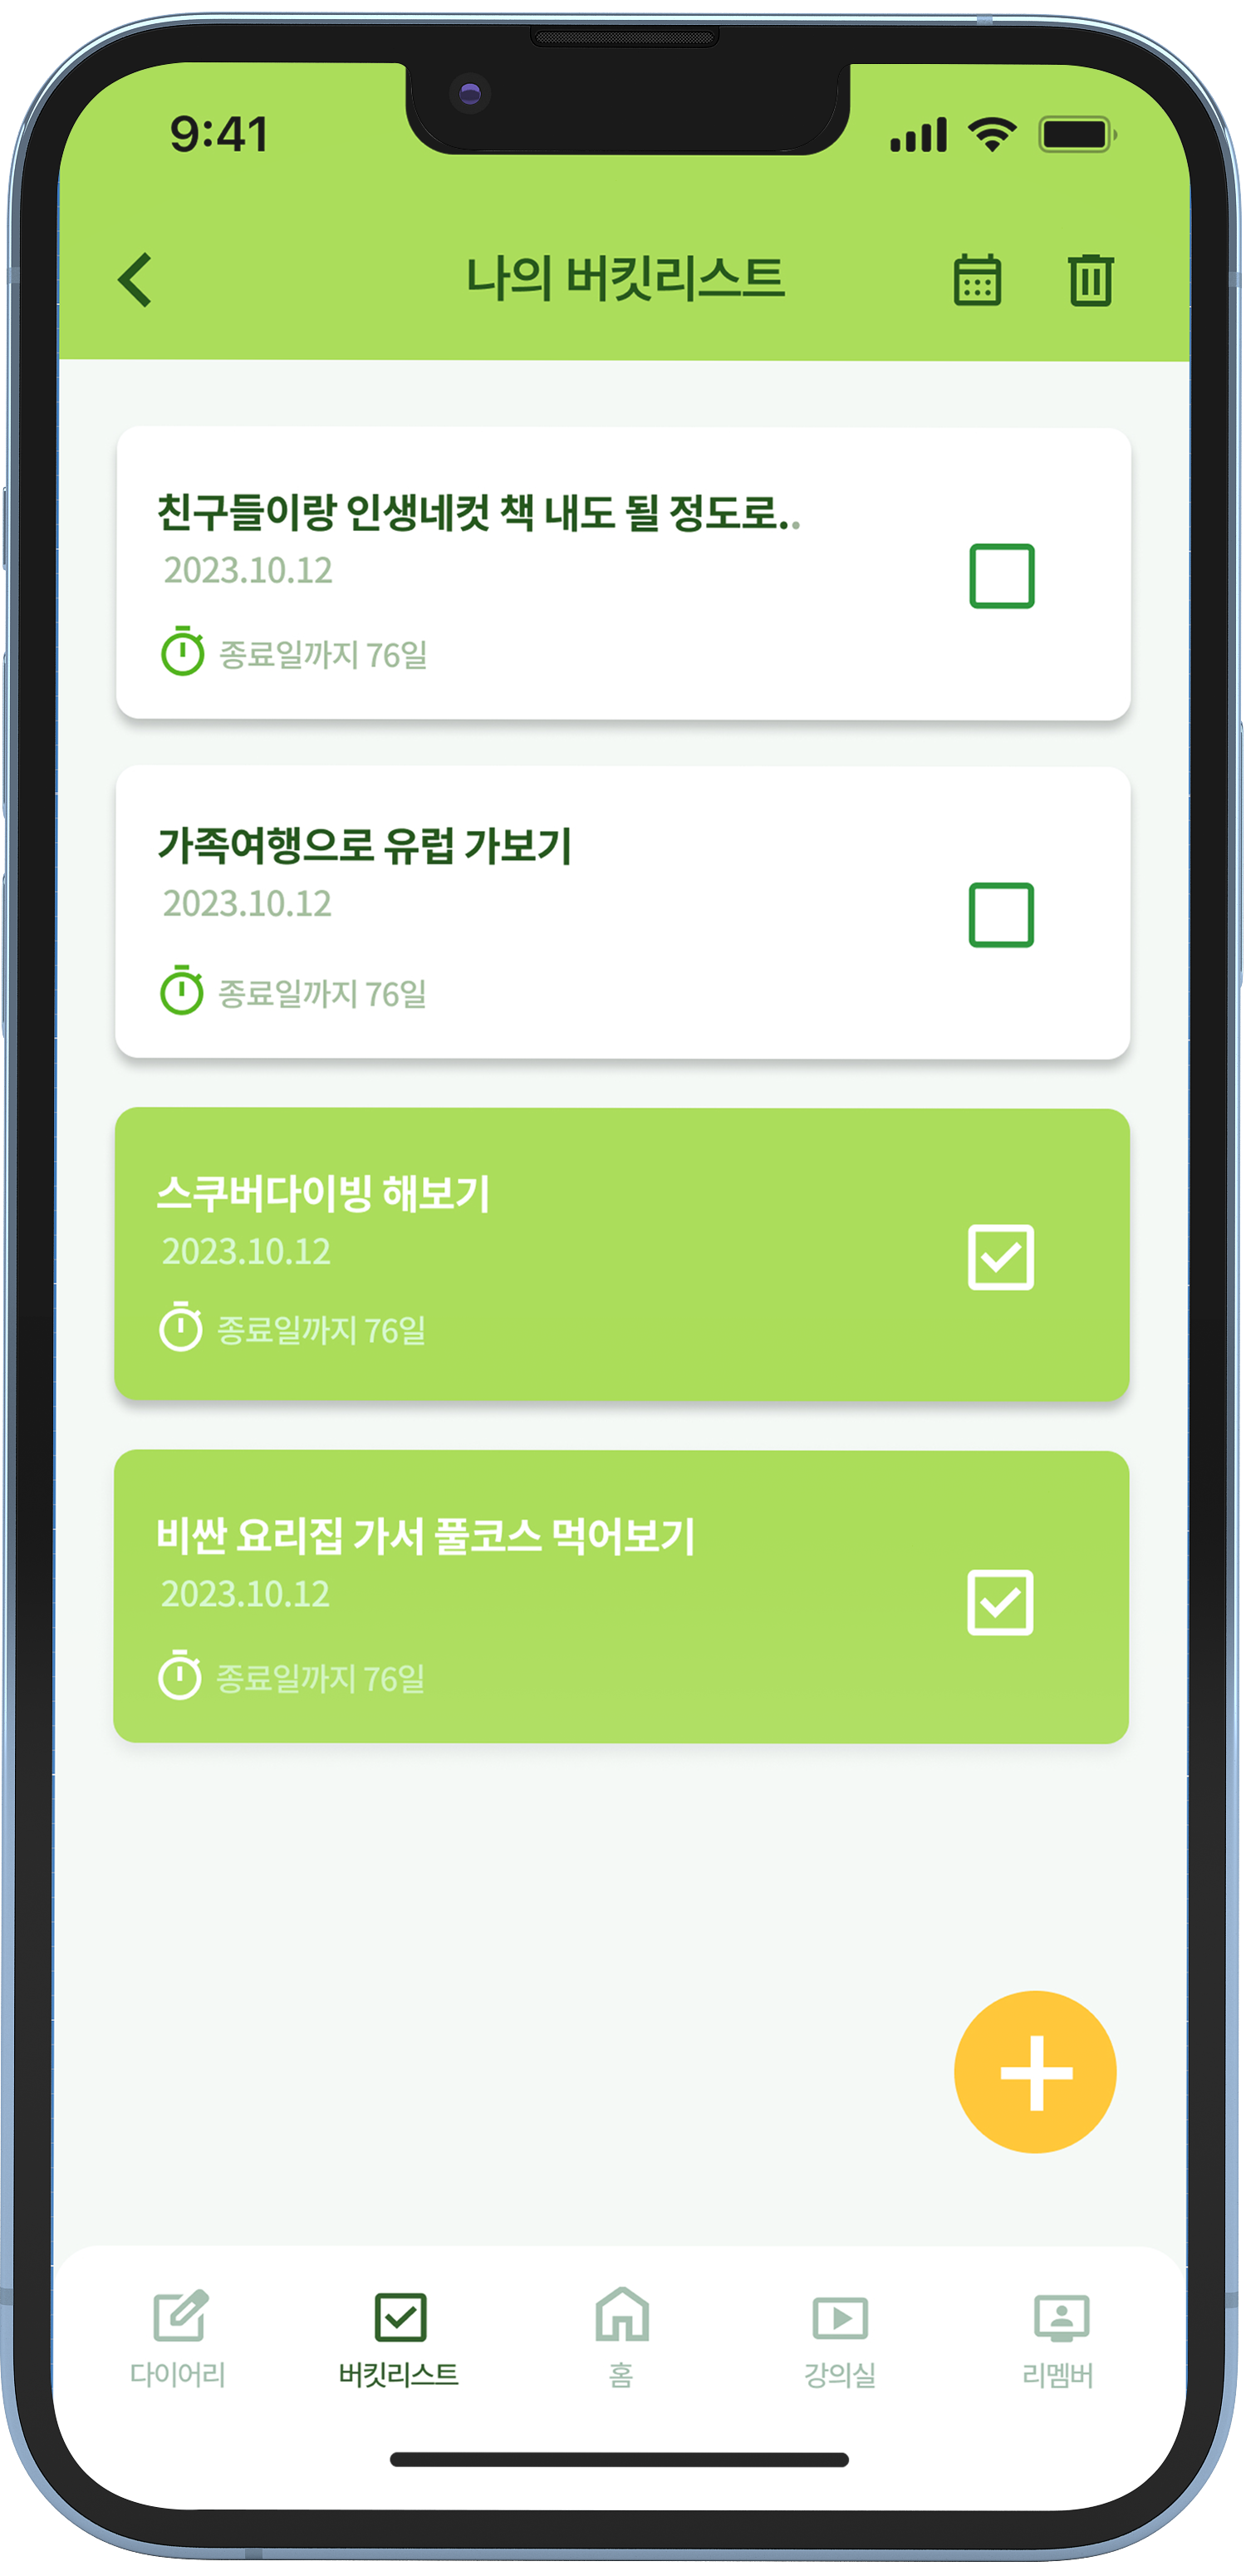 9:41
나의 버킷리스트
친구들이랑 인생네컷 책 내도 될 정도로..
2023.10.12
종료일까지 76일
가족여행으로 유럽 가보기
2023.10.12
종료일까지 76일
스쿠버다이빙 해보기
2023.10.12
종료일까지 76일
비싼 요리집 가서 풀코스 먹어보기
2023.10.12
종료일까지 76일
다이어리
버킷리스트
홈
강의실
리멤버